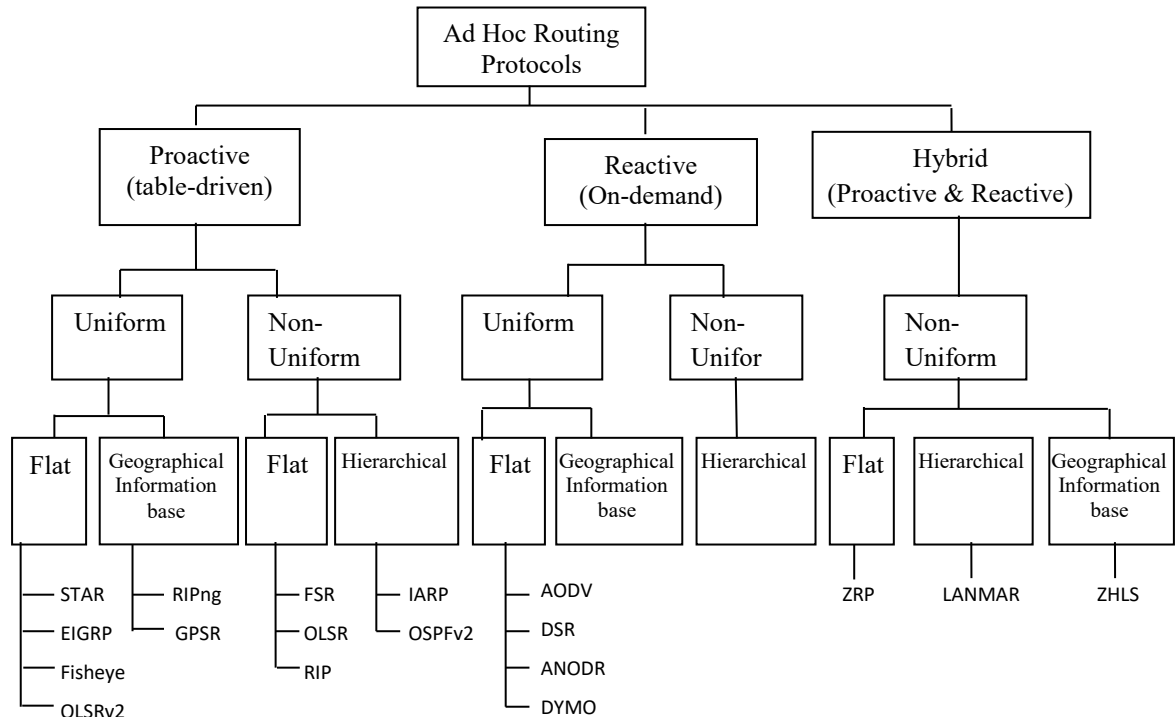 Ad Hoc Routing
Protocols
Proactive
(table-driven)
Reactive
(On-demand)
Hybrid
(Proactive & Reactive)
Uniform
Non-
Uniform
Uniform
Non-
Unifor
Non-
Uniform
Flat
Geographical
Information
base
Flat
Hierarchical
Flat
Geographical
Information
base
Hierarchical
Flat
Hierarchical
Geographical
Information
base
STAR
EIGRP
Fisheye
OLSRv2
RIPng
GPSR
FSR
OLSR
RIP
IARP
OSPFv2
AODV
DSR
ANODR
DYMO
ZRP
LANMAR
ZHLS